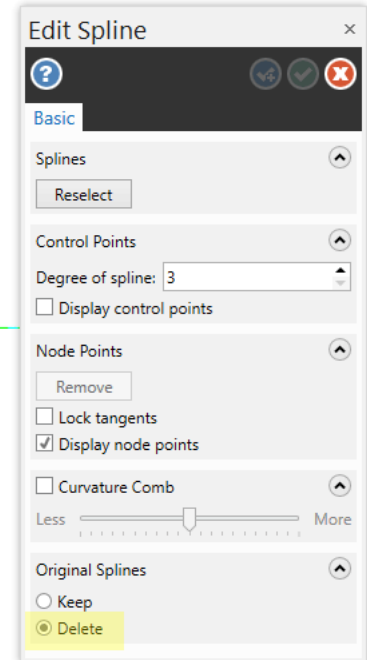 Edit Spline
Basic
Splines
Reselect
Control Points
Degree of spline: 3
Display control points
Node Points
Remove
Lock tangents
Display node points
Curvature Comb
Less More
Original Splines
Keep
Delete